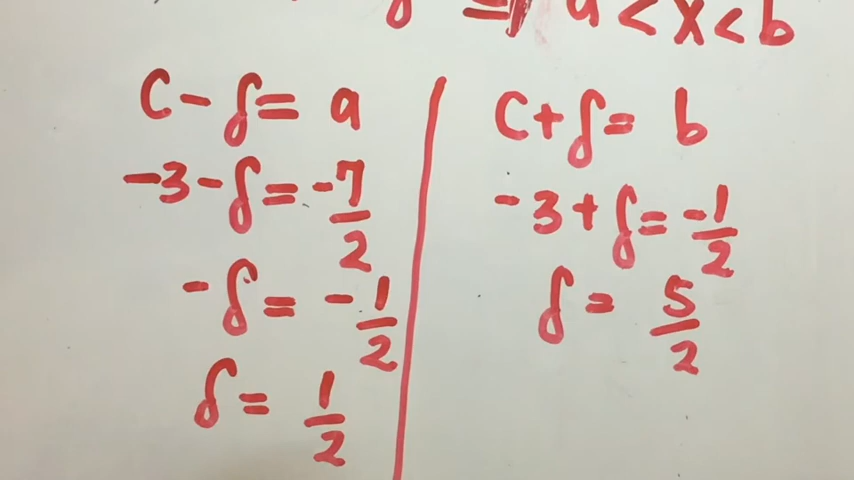 δ ⇒ a < x < b
c - δ = a
-3 - δ = -7/2
-δ = -1/2
δ = 1/2
c + δ = b
-3 + δ = -1/2
δ = 5/2